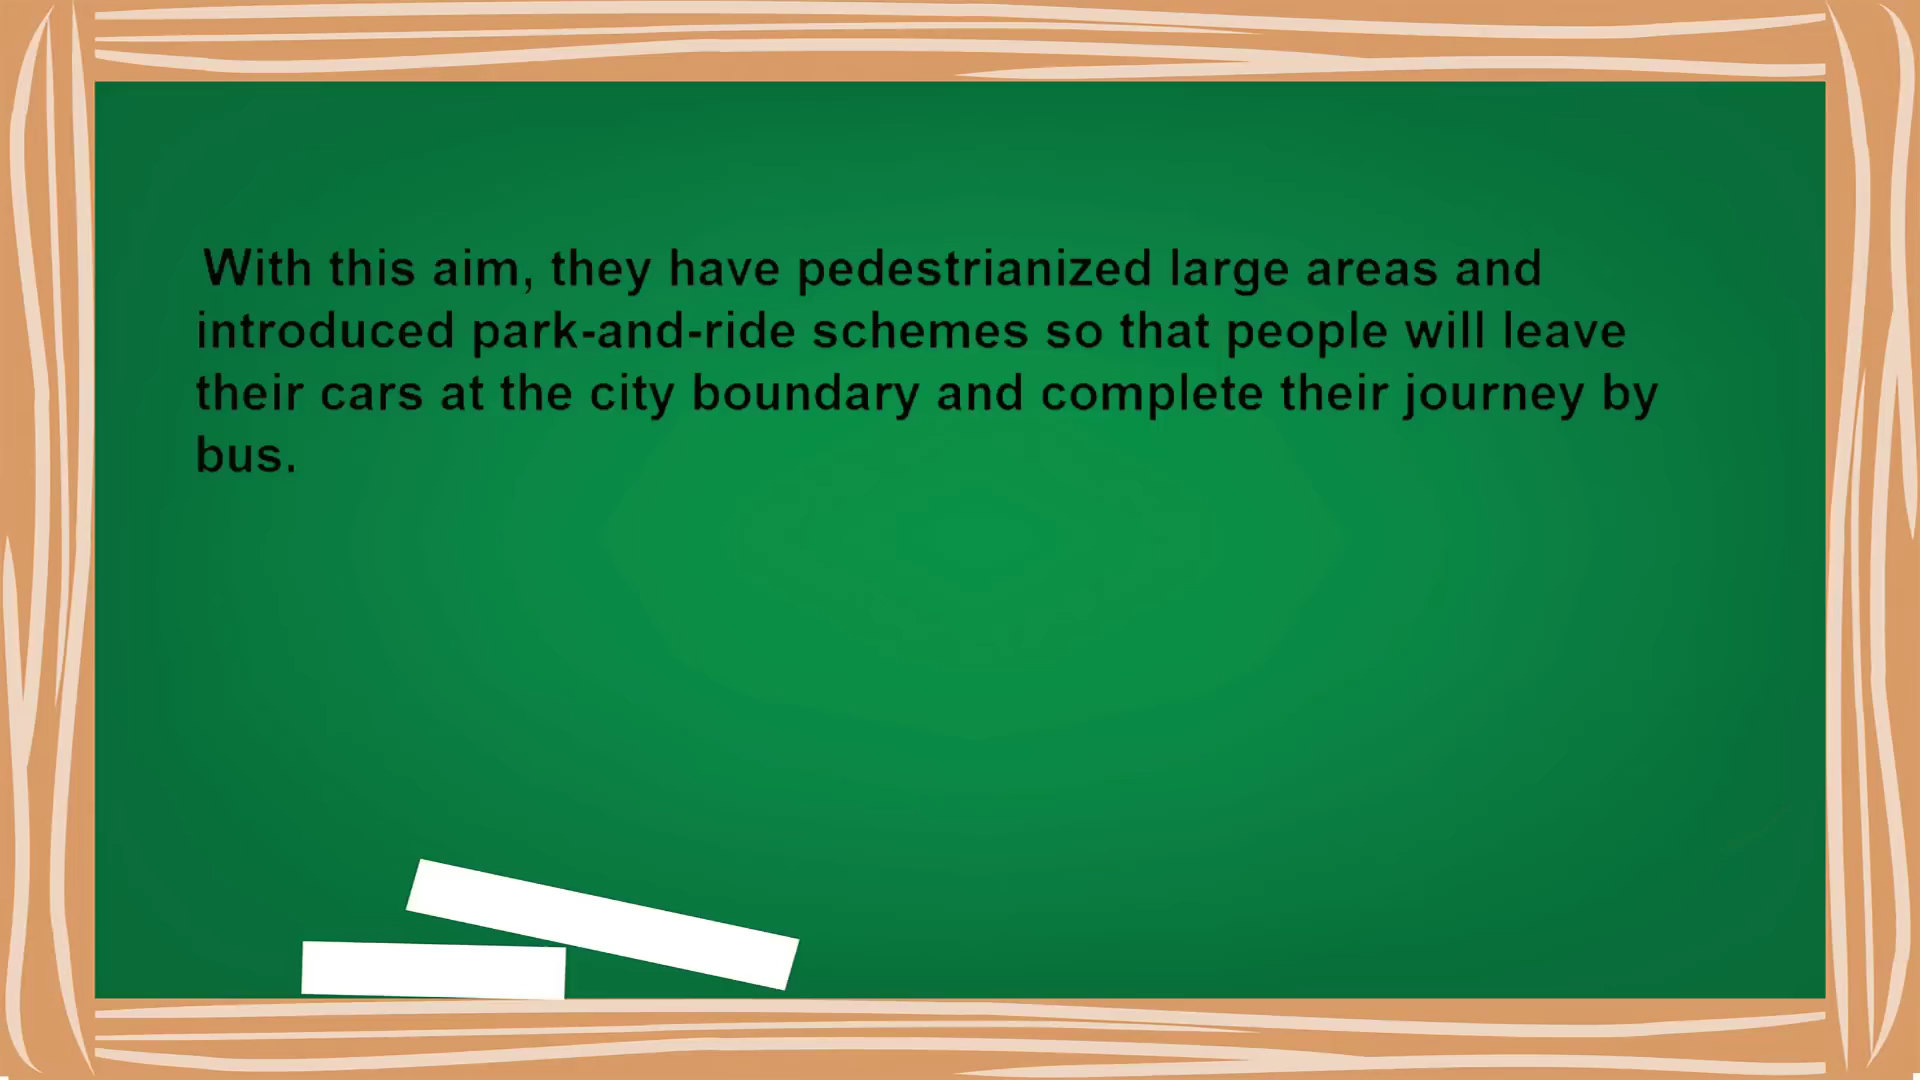 With this aim, they have pedestrianized large areas and
introduced park-and-ride schemes so that people will leave
their cars at the city boundary and complete their journey by
bus.